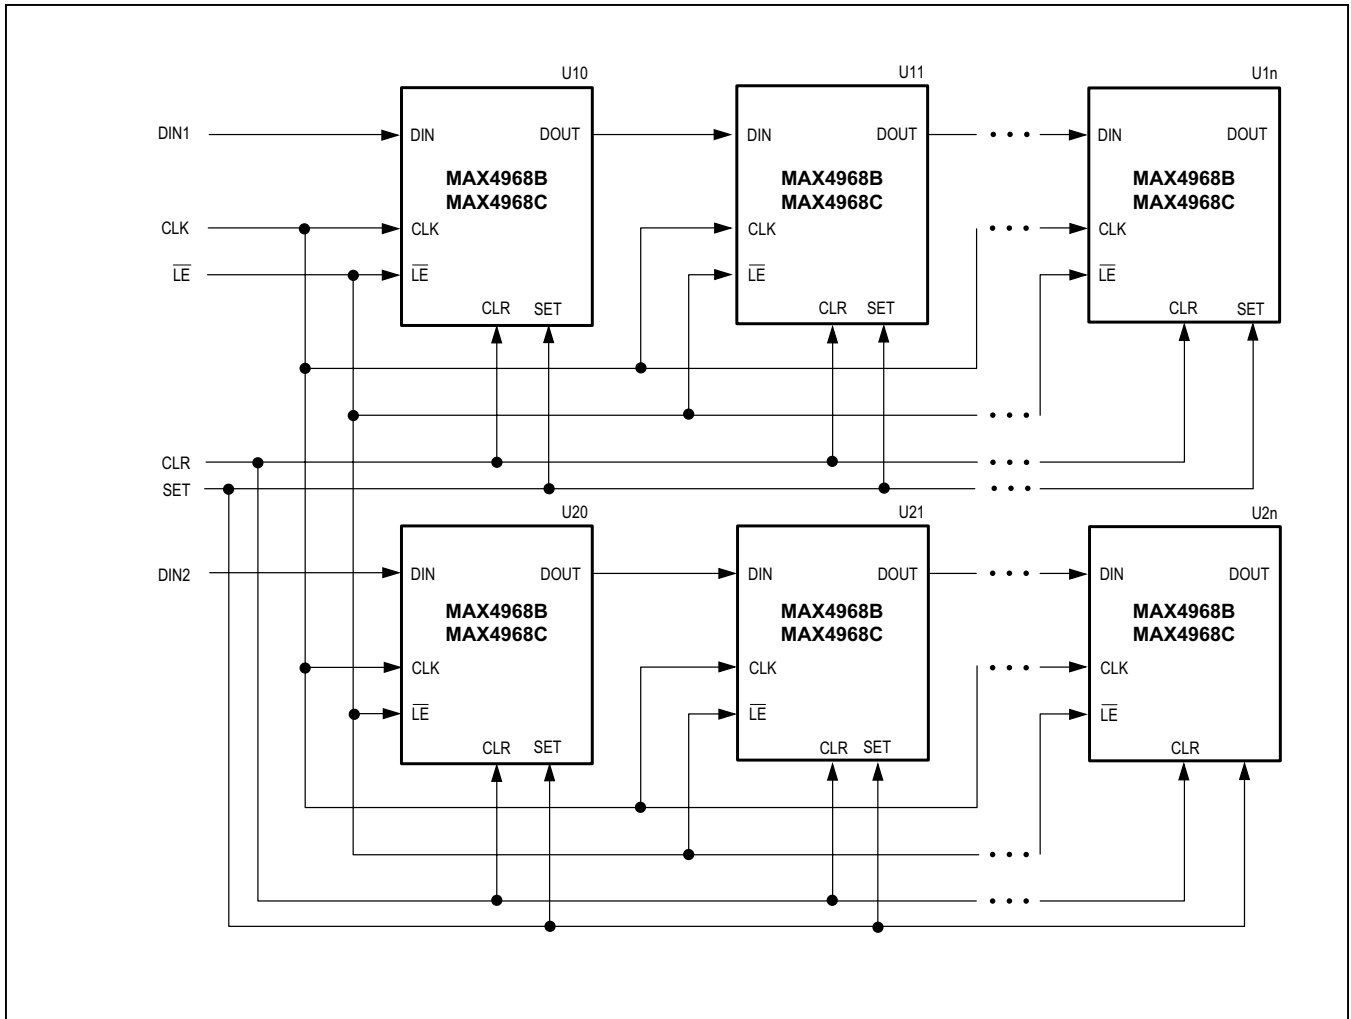 U10
U11
U1n
DIN1
DIN
DOUT
DIN
DOUT
DIN
DOUT
MAX4968B
MAX4968C
MAX4968B
MAX4968C
MAX4968B
MAX4968C
CLK
CLK
CLK
CLK
LE
LE
LE
LE
CLR
SET
CLR
SET
CLR
SET
CLR
SET
U20
U21
U2n
DIN2
DIN
DOUT
DIN
DOUT
DIN
DOUT
MAX4968B
MAX4968C
MAX4968B
MAX4968C
MAX4968B
MAX4968C
CLK
CLK
CLK
LE
LE
LE
CLR
SET
CLR
SET
CLR